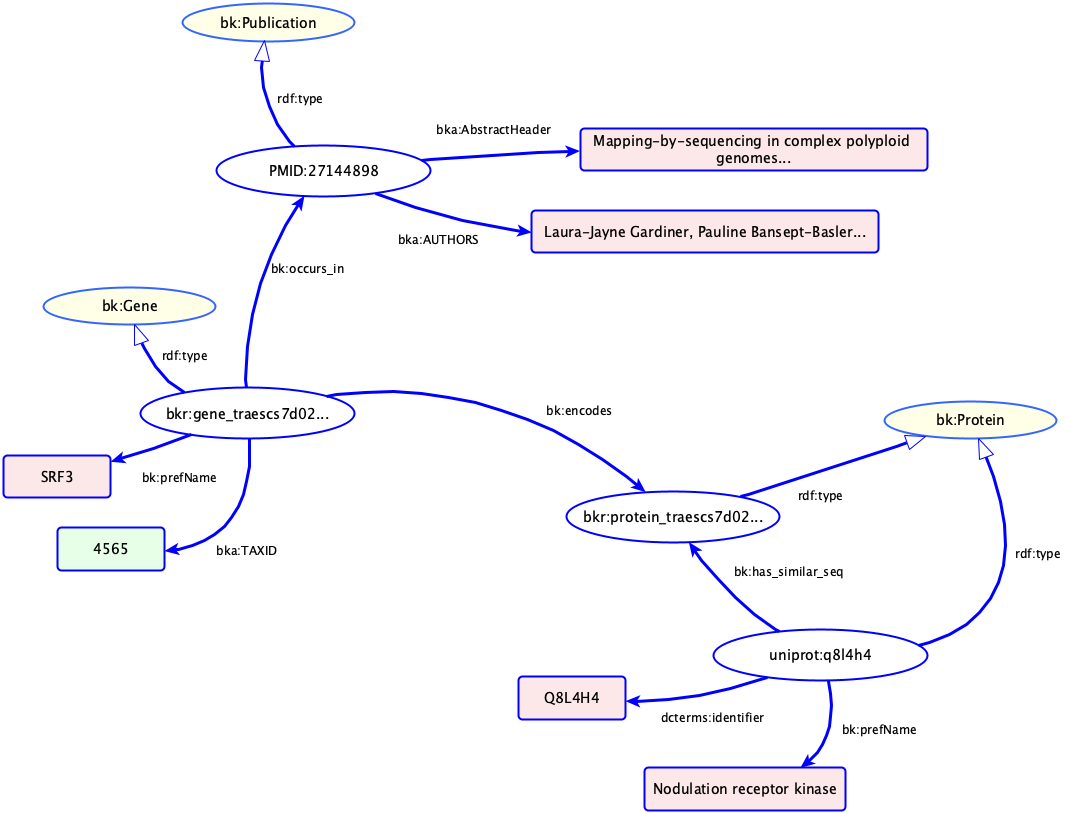 bk:Publication
rdf:type
bka:AbstractHeader
Mapping-by-sequencing in complex polyploid
genomes...
PMID:27144898
bka:AUTHORS
Laura-Jayne Gardiner, Pauline Bansept-Basler...
bk:occurs_in
bk:Gene
rdf:type
bkr:gene_traescs7d02...
bk:encodes
bk:Protein
SRF3
bk:prefName
rdf:type
bkr:protein_traescs7d02...
4565
bka:TAXID
rdf:type
bk:has_similar_seq
uniprot:q8l4h4
Q8L4H4
dcterms:identifier
bk:prefName
Nodulation receptor kinase